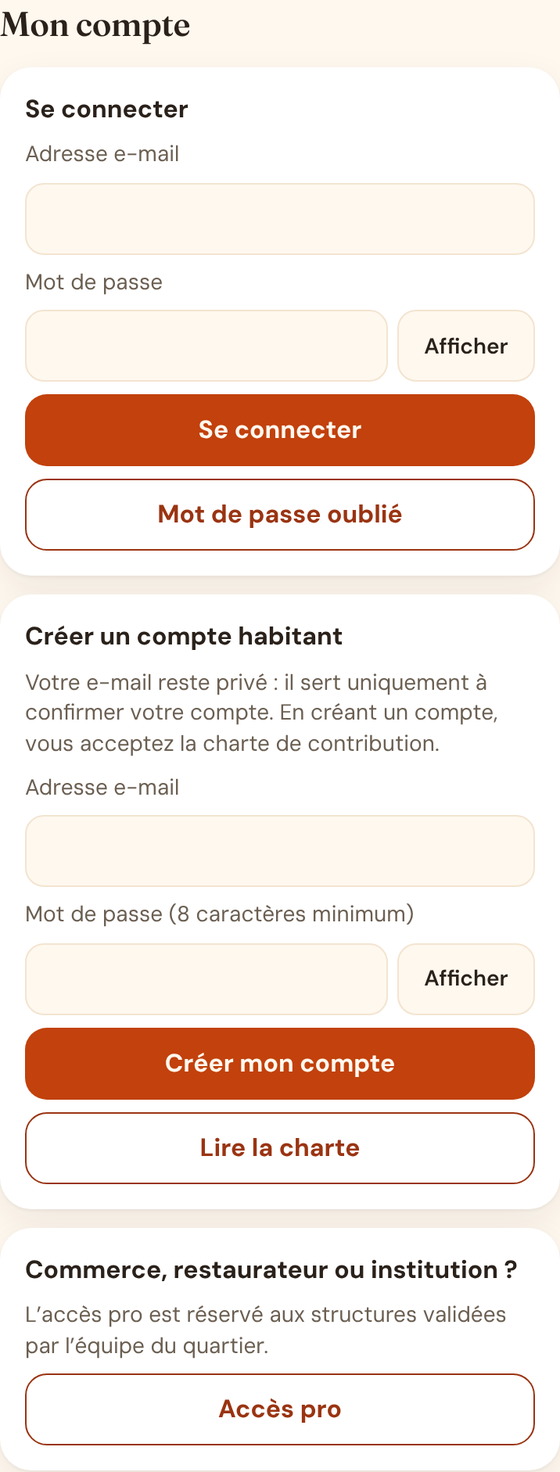 Mon compte
Se connecter
Adresse e-mail
Mot de passe
Afficher
Se connecter
Mot de passe oublié
Créer un compte habitant
Votre e-mail reste privé : il sert uniquement à
confirmer votre compte. En créant un compte,
vous acceptez la charte de contribution.
Adresse e-mail
Mot de passe (8 caractères minimum)
Afficher
Créer mon compte
Lire la charte
Commerce, restaurateur ou institution ?
L’accès pro est réservé aux structures validées
par l’équipe du quartier.
Accès pro